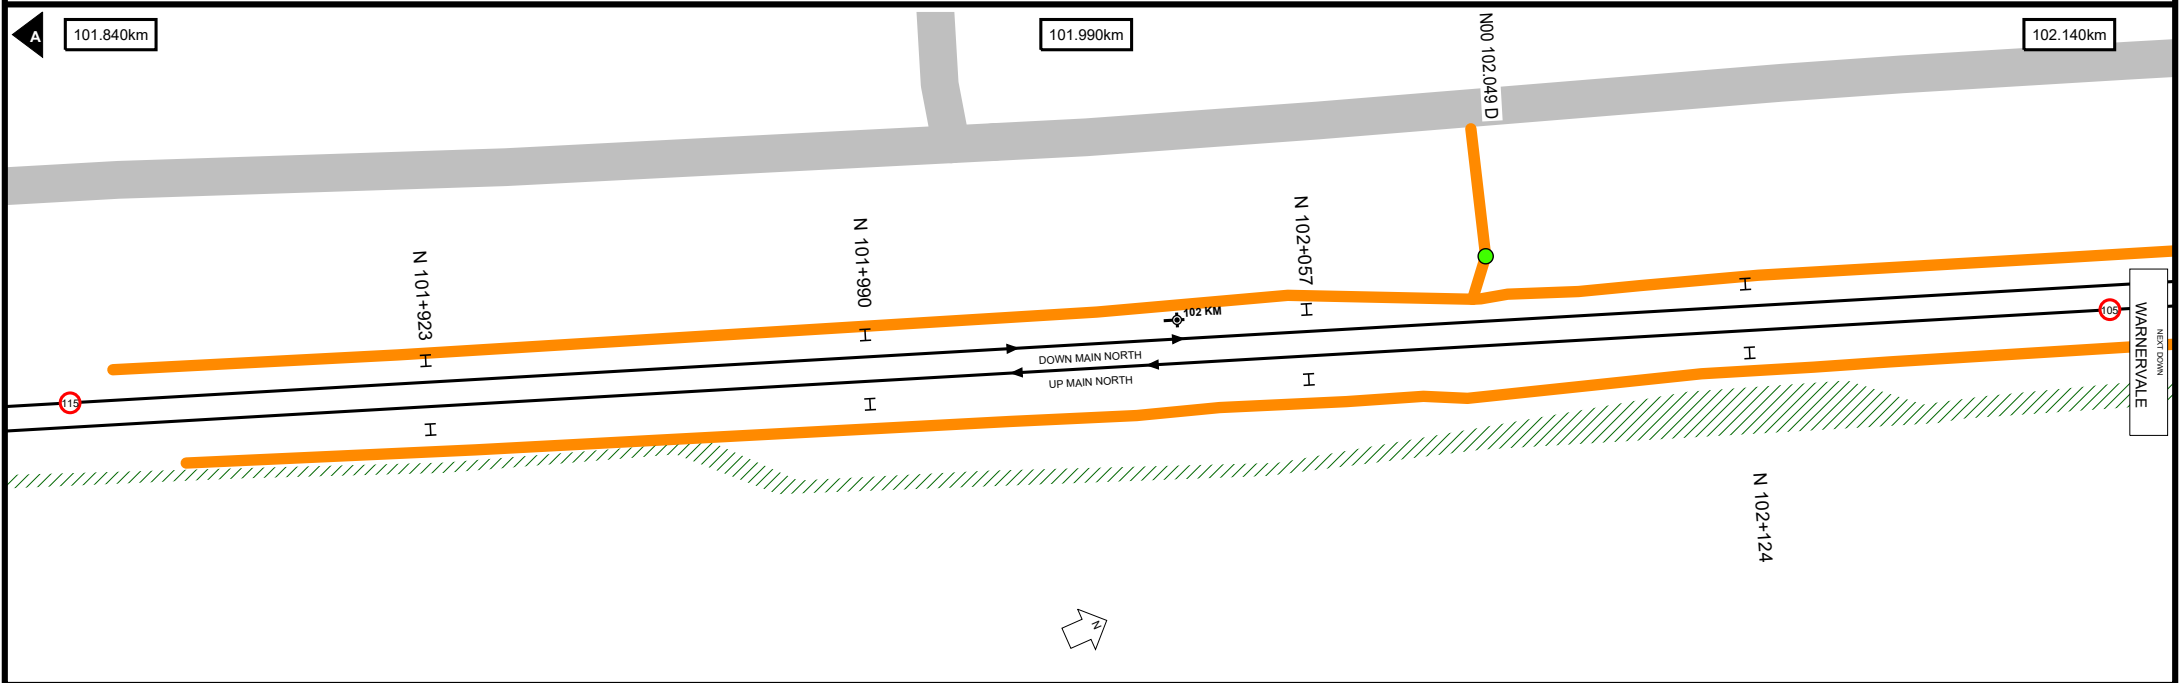 A
101.840km
101.990km
102.140km
N00 102.049 D
N 101+923
N 101+990
N 102+057
102 KM
DOWN MAIN NORTH
UP MAIN NORTH
115
105
WARNERVALE
NEXT DOWN
N 102+124
N